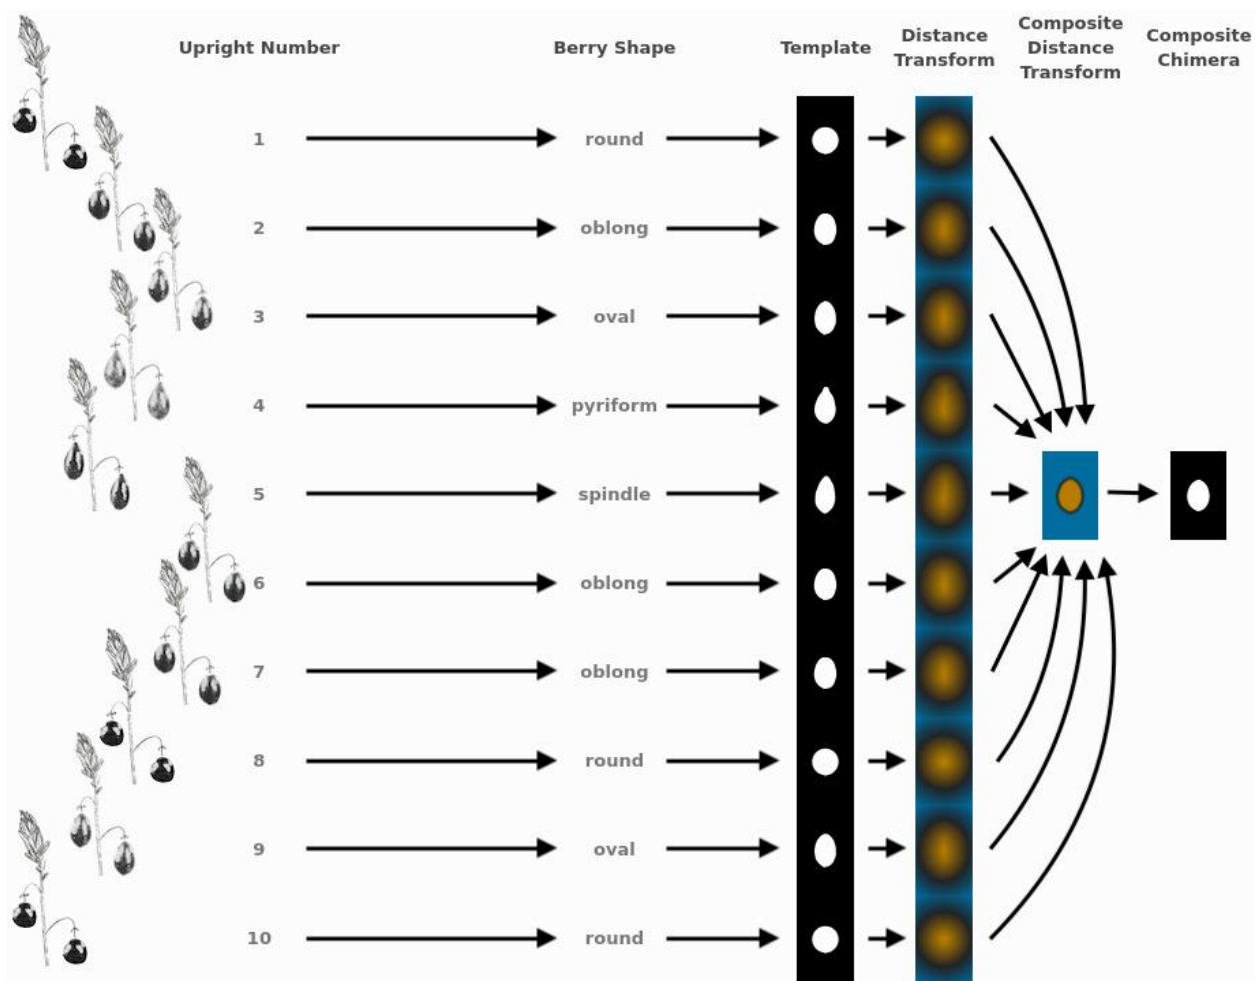 Upright Number
Berry Shape
Template
Distance
Transform
Composite
Distance
Transform
Composite
Chimera
1 round
2 oblong
3 oval
4 pyriform
5 spindle
6 oblong
7 oblong
8 round
9 oval
10 round